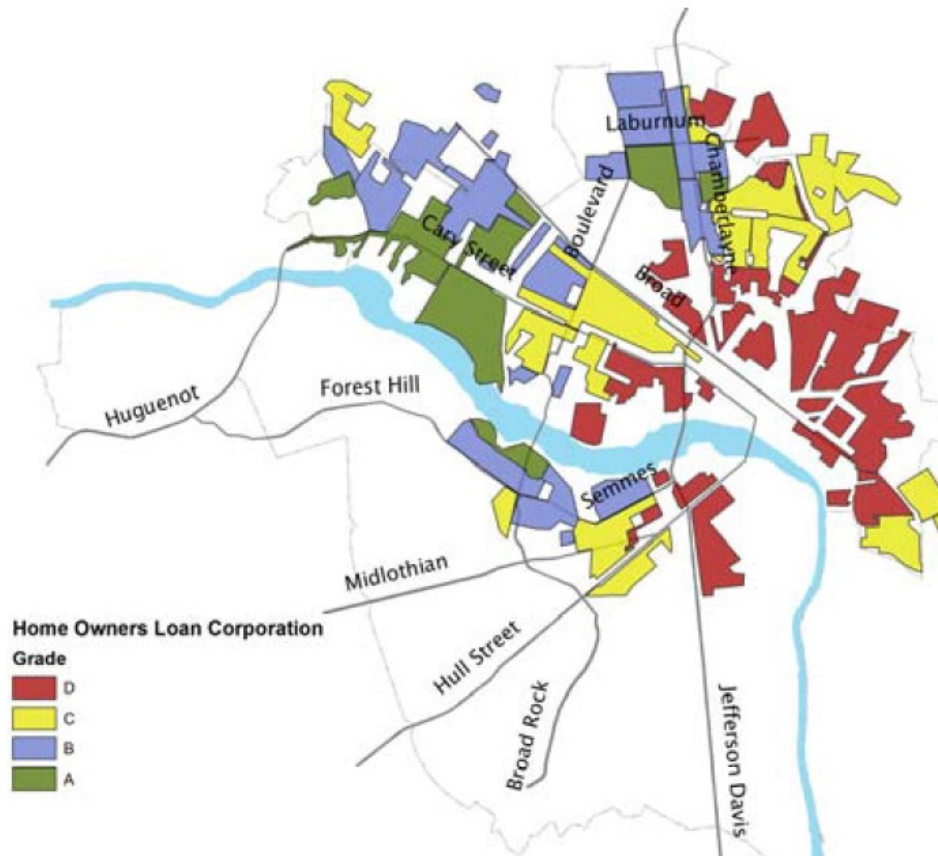 Laburnum
Chamberlayne
Boulevard
Cary Street
Broad
Huguenot
Forest Hill
Semmes
Midlothian
Hull Street
Broad Rock
Jefferson Davis
Home Owners Loan Corporation
Grade
D
C
B
A